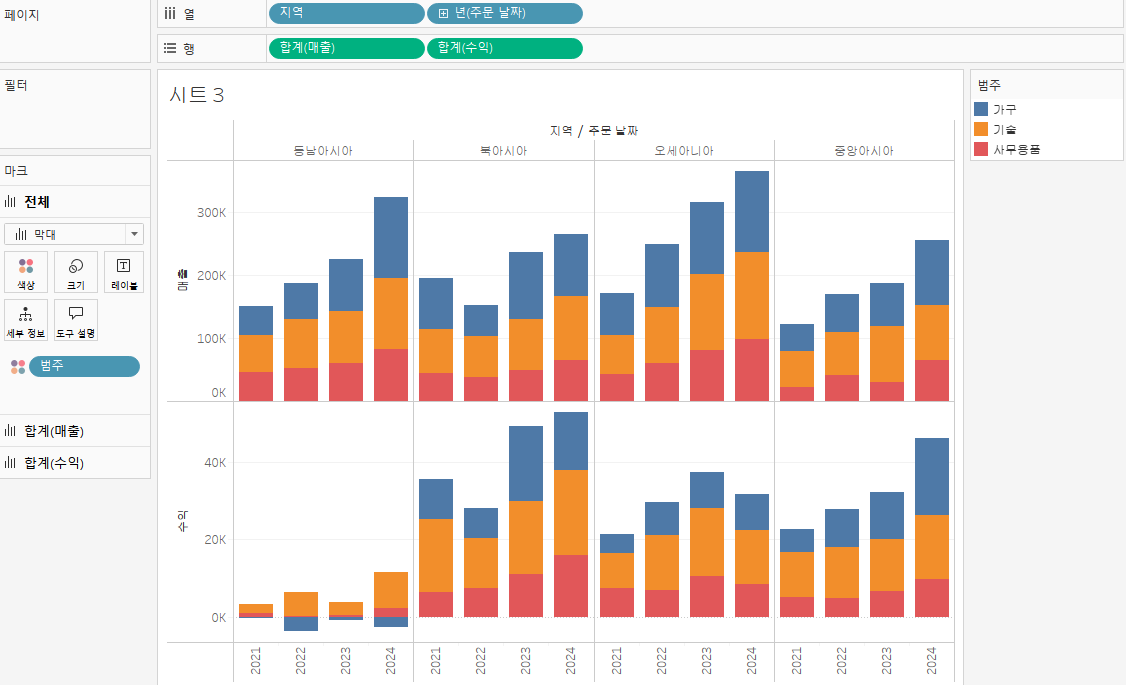 페이지
열
지역
년(주문 날짜)
행
합계(매출)
합계(수익)
필터
마크
전체
막대
색상
크기
레이블
세부 정보
도구 설명
범주
합계(매출)
합계(수익)
시트 3
지역 / 주문 날짜
동남아시아
북아시아
오세아니아
중앙아시아
매출
300K
200K
100K
0K
수익
40K
20K
0K
2021
2022
2023
2024
2021
2022
2023
2024
2021
2022
2023
2024
2021
2022
2023
2024
범주
가구
기술
사무용품